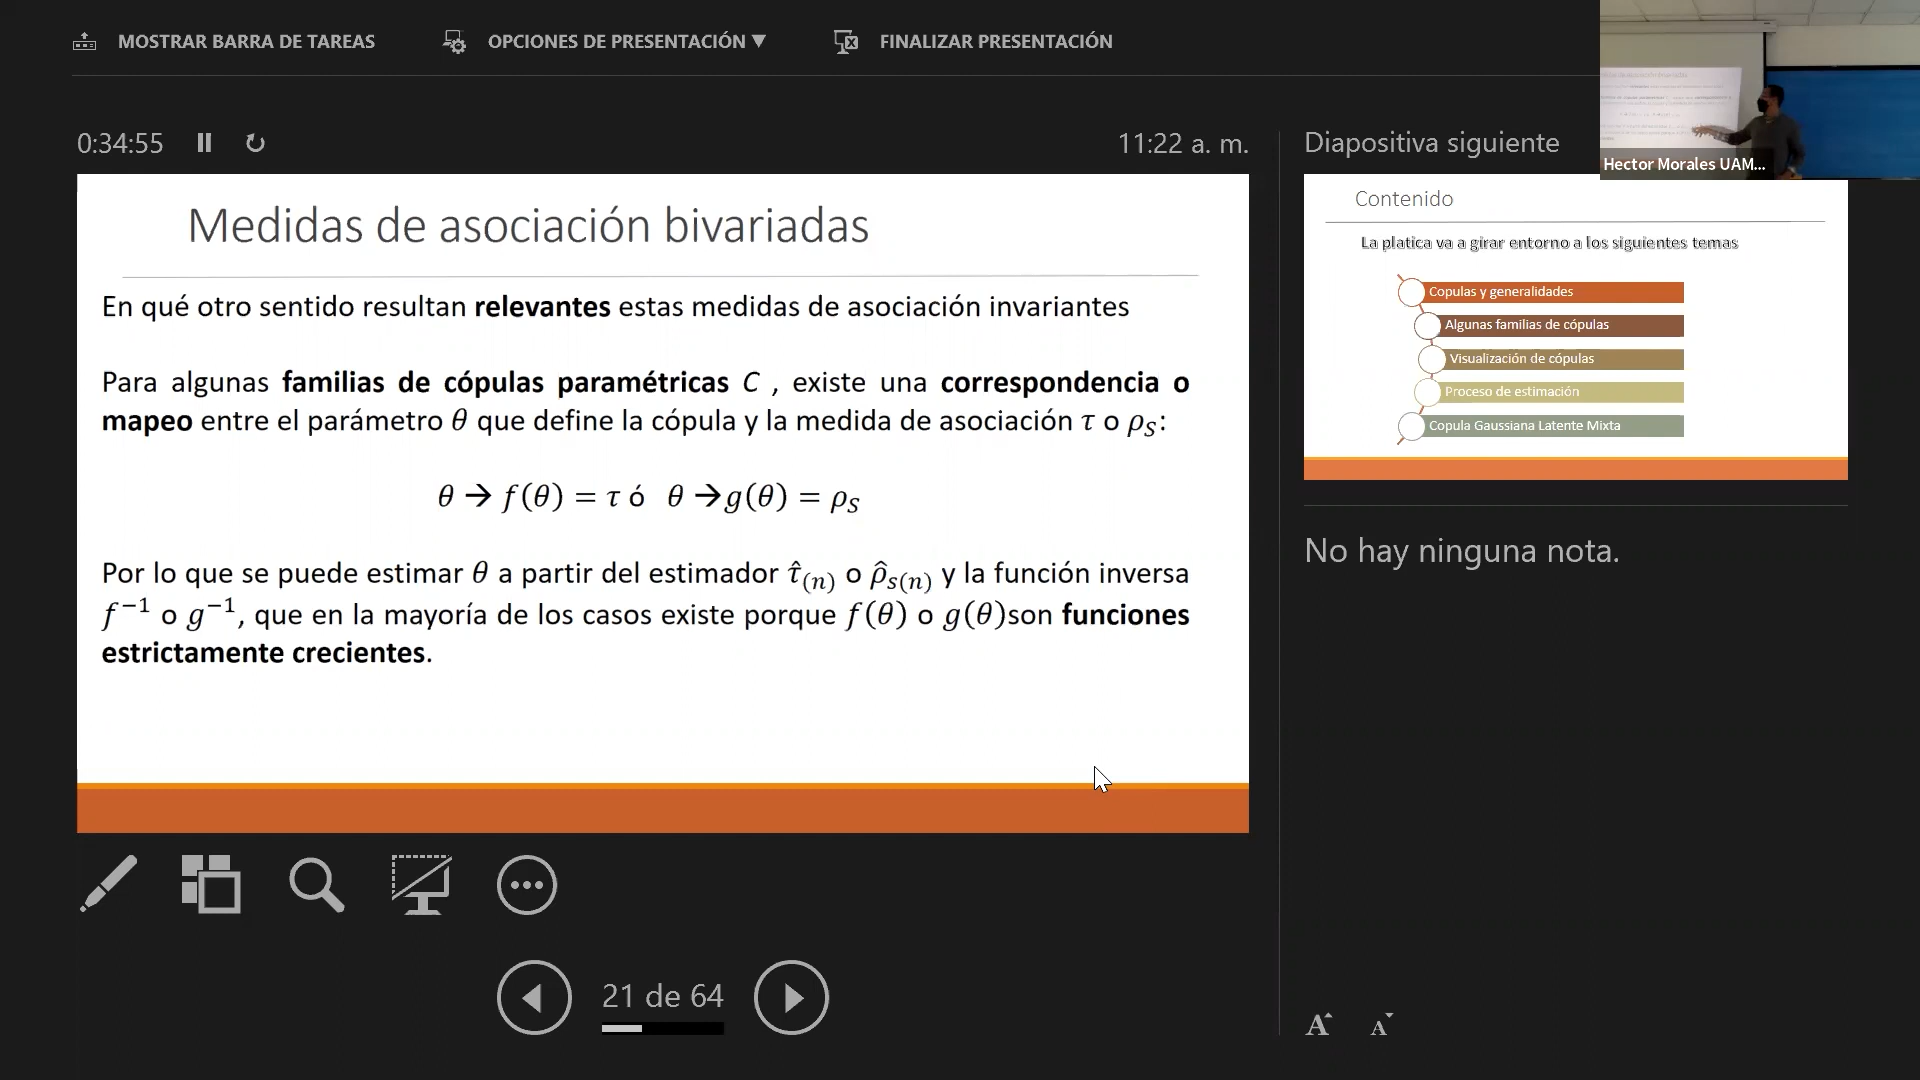 MOSTRAR BARRA DE TAREAS
OPCIONES DE PRESENTACIÓN ▼
FINALIZAR PRESENTACIÓN
0:34:55
11:22 a. m.
Medidas de asociación bivariadas
En qué otro sentido resultan relevantes estas medidas de asociación invariantes
Para algunas familias de cópulas paramétricas C , existe una correspondencia o
mapeo entre el parámetro θ que define la cópula y la medida de asociación τ o ρ_S:
θ → f(θ) = τ ó θ → g(θ) = ρ_S
Por lo que se puede estimar θ a partir del estimador τ̂_(n) o ρ̂_s(n) y la función inversa
f⁻¹ o g⁻¹, que en la mayoría de los casos existe porque f(θ) o g(θ)son funciones
estrictamente crecientes.
21 de 64
Diapositiva siguiente
Hector Morales UAM...
Contenido
La platica va a girar entorno a los siguientes temas
Copulas y generalidades
Algunas familias de cópulas
Visualización de cópulas
Proceso de estimación
Copula Gaussiana Latente Mixta
No hay ninguna nota.
A A